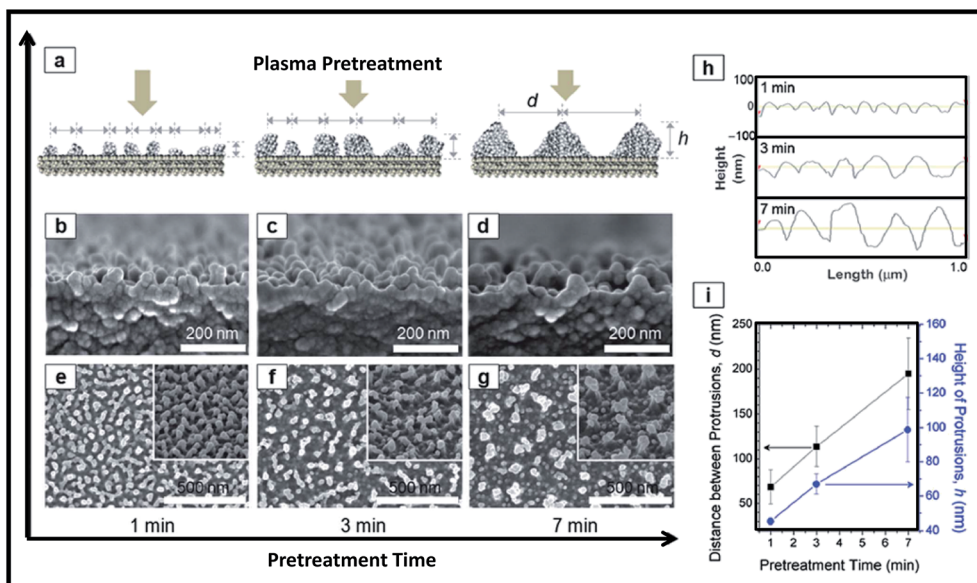 a
Plasma Pretreatment
d
h
b
c
d
200 nm
200 nm
200 nm
e
f
g
500 nm
500 nm
500 nm
1 min
3 min
7 min
Pretreatment Time
h
100
0
-100
1 min
3 min
7 min
Height
(nm)
0.0
1.0
Length (μm)
i
250
200
150
100
50
160
140
120
100
80
60
40
Distance between Protrusions, d (nm)
Height of Protrusions, h (nm)
1 2 3 4 5 6 7
Pretreatment Time (min)